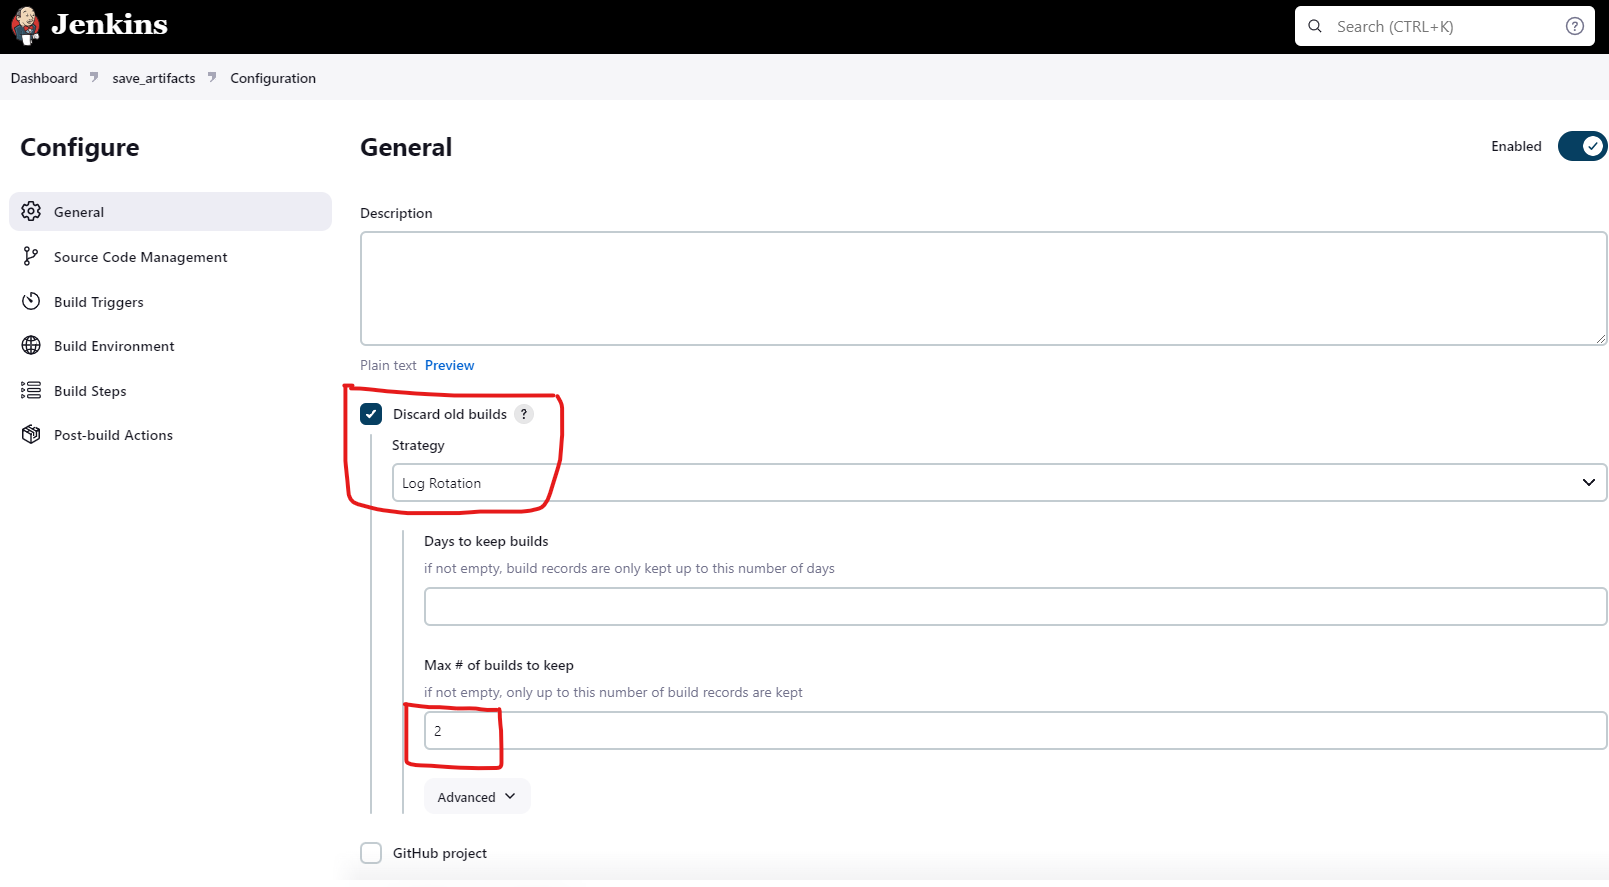 Jenkins
Search (CTRL+K) ?
Dashboard save_artifacts Configuration
Configure
General
Source Code Management
Build Triggers
Build Environment
Build Steps
Post-build Actions
General
Enabled
Description
Plain text Preview
Discard old builds ?
Strategy
Log Rotation
Days to keep builds
if not empty, build records are only kept up to this number of days
Max # of builds to keep
if not empty, only up to this number of build records are kept
2
Advanced
GitHub project